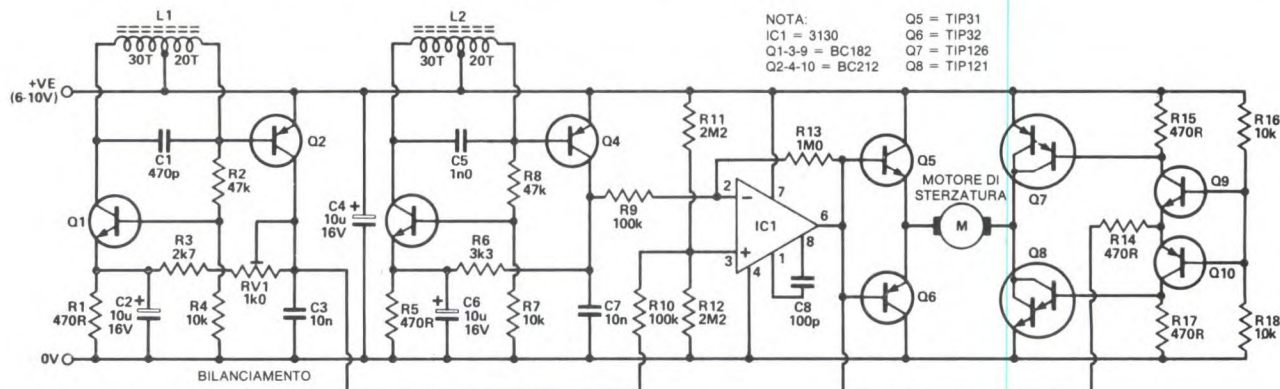 L1
30T 20T
L2
30T 20T
NOTA:
IC1 = 3130
Q1-3-9 = BC182
Q2-4-10 = BC212
Q5 = TIP31
Q6 = TIP32
Q7 = TIP126
Q8 = TIP121
+VE
(6-10V)
C1
470p
Q2
R2
47k
Q1
C4
10u
16V
+
R3
2k7
RV1
1k0
R1
470R
C2
10u
16V
+
R4
10k
C3
10n
0V
BILANCIAMENTO
C5
1n0
Q4
R8
47k
R6
3k3
R5
470R
C6
10u
16V
+
R7
10k
C7
10n
R9
100k
R10
100k
R11
2M2
R12
2M2
R13
1M0
2
−
7
IC1
6
3
+
4
1
8
C8
100p
Q5
Q6
MOTORE DI
STERZATURA
M
Q7
Q8
R14
470R
R15
470R
R16
10k
Q9
Q10
R17
470R
R18
10k